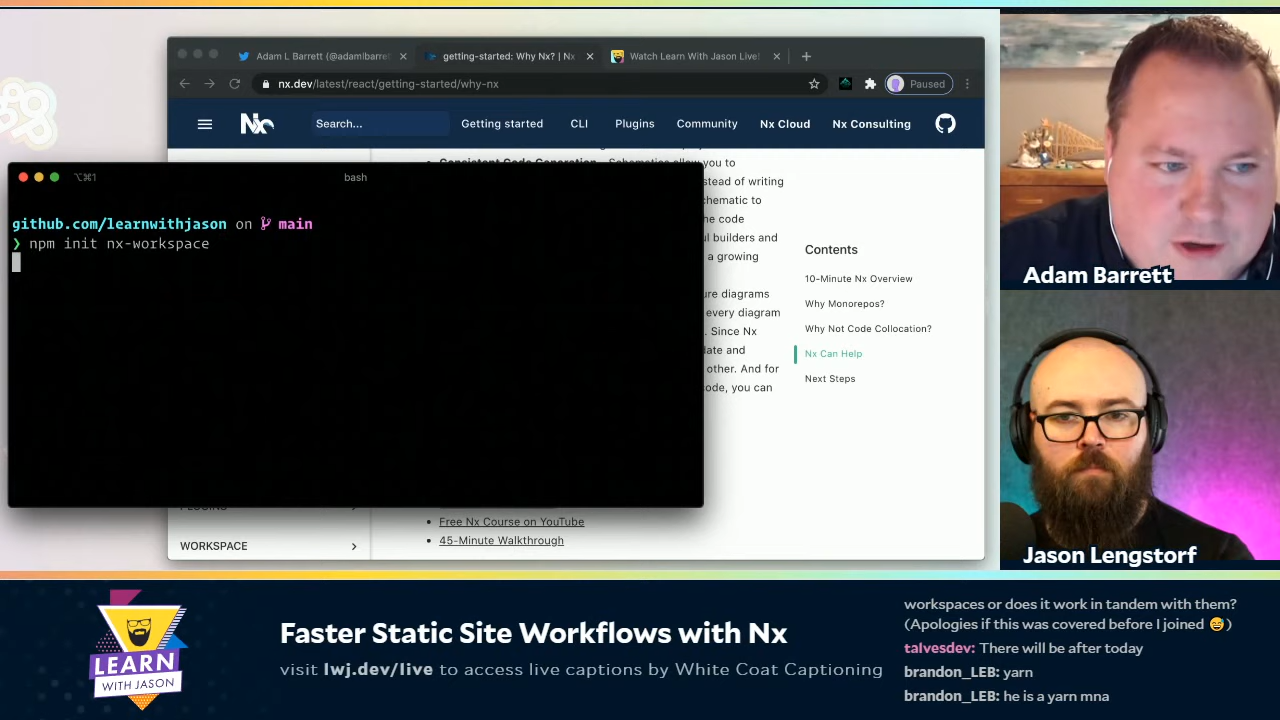 Adam L Barrett (@adamlbarre
getting-started: Why Nx? | Nx
Watch Learn With Jason Live!
nx.dev/latest/react/getting-started/why-nx
Paused
Nx
Search...
Getting started
CLI
Plugins
Community
Nx Cloud
Nx Consulting
Consistent Code Generation - Schematics allow you to
stead of writing
hematic to
e code
ul builders and
a growing
ure diagrams
every diagram
. Since Nx
date and
other. And for
code, you can
Contents
10-Minute Nx Overview
Why Monorepos?
Why Not Code Collocation?
Nx Can Help
Next Steps
⌥⌘1
bash
github.com/learnwithjason on main
❯ npm init nx-workspace
PLUGINS
WORKSPACE
Free Nx Course on YouTube
45-Minute Walkthrough
Adam Barrett
Jason Lengstorf
LEARN
WITH JASON
Faster Static Site Workflows with Nx
visit lwj.dev/live to access live captions by White Coat Captioning
workspaces or does it work in tandem with them?
(Apologies if this was covered before I joined 😅)
talvesdev: There will be after today
brandon_LEB: yarn
brandon_LEB: he is a yarn mna